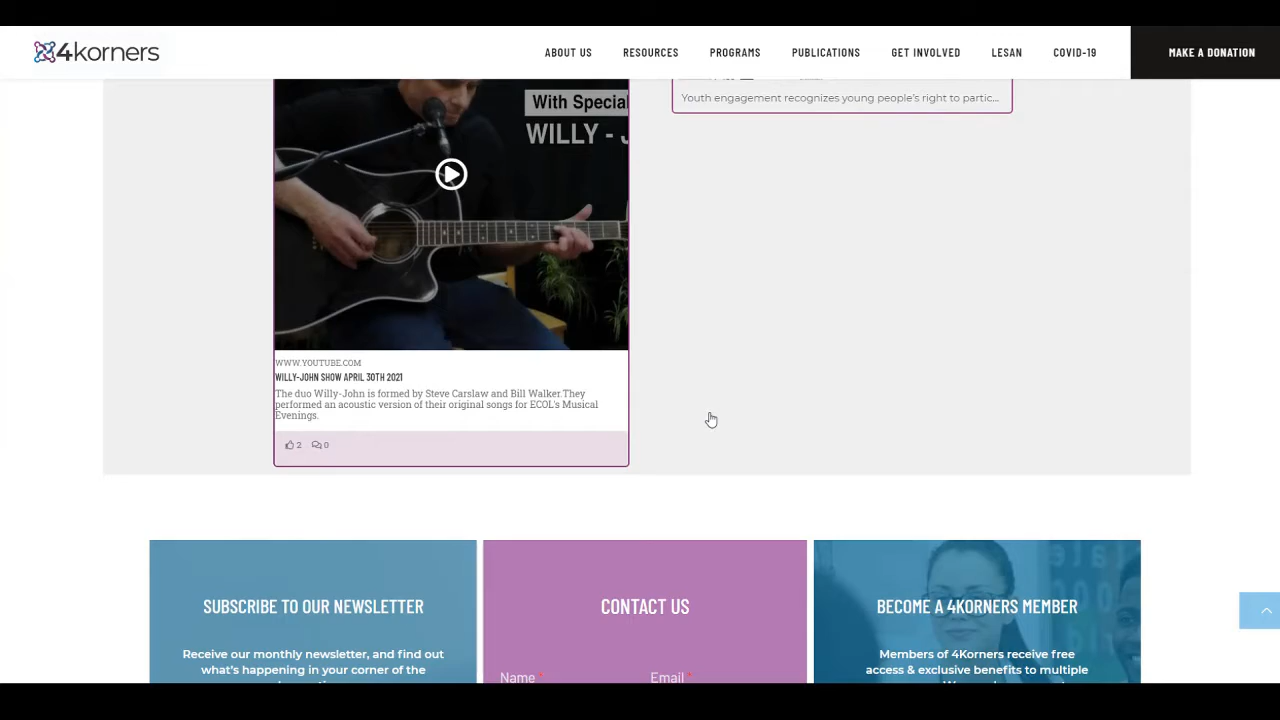 4korners
ABOUT US RESOURCES PROGRAMS PUBLICATIONS GET INVOLVED LESAN COVID-19 MAKE A DONATION
With Special
WILLY - J
Youth engagement recognizes young people's right to partic...
WWW.YOUTUBE.COM
WILLY-JOHN SHOW APRIL 30TH 2021
The duo Willy-John is formed by Steve Carslaw and Bill Walker.They
performed an acoustic version of their original songs for ECOL's Musical
Evenings.
2 0
SUBSCRIBE TO OUR NEWSLETTER
Receive our monthly newsletter, and find out
what's happening in your corner of the
CONTACT US
Name * Email *
BECOME A 4KORNERS MEMBER
Members of 4Korners receive free
access & exclusive benefits to multiple